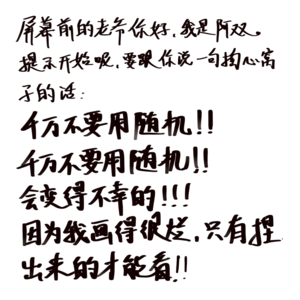 屏幕前的老爷你好，我是阿双。
提示开始呢，要跟你说一句掏心窝
子的话：
千万不要用随机!!
千万不要用随机!!
会变得不幸的!!!
因为我画得很烂，只有捏
出来的才能看!!